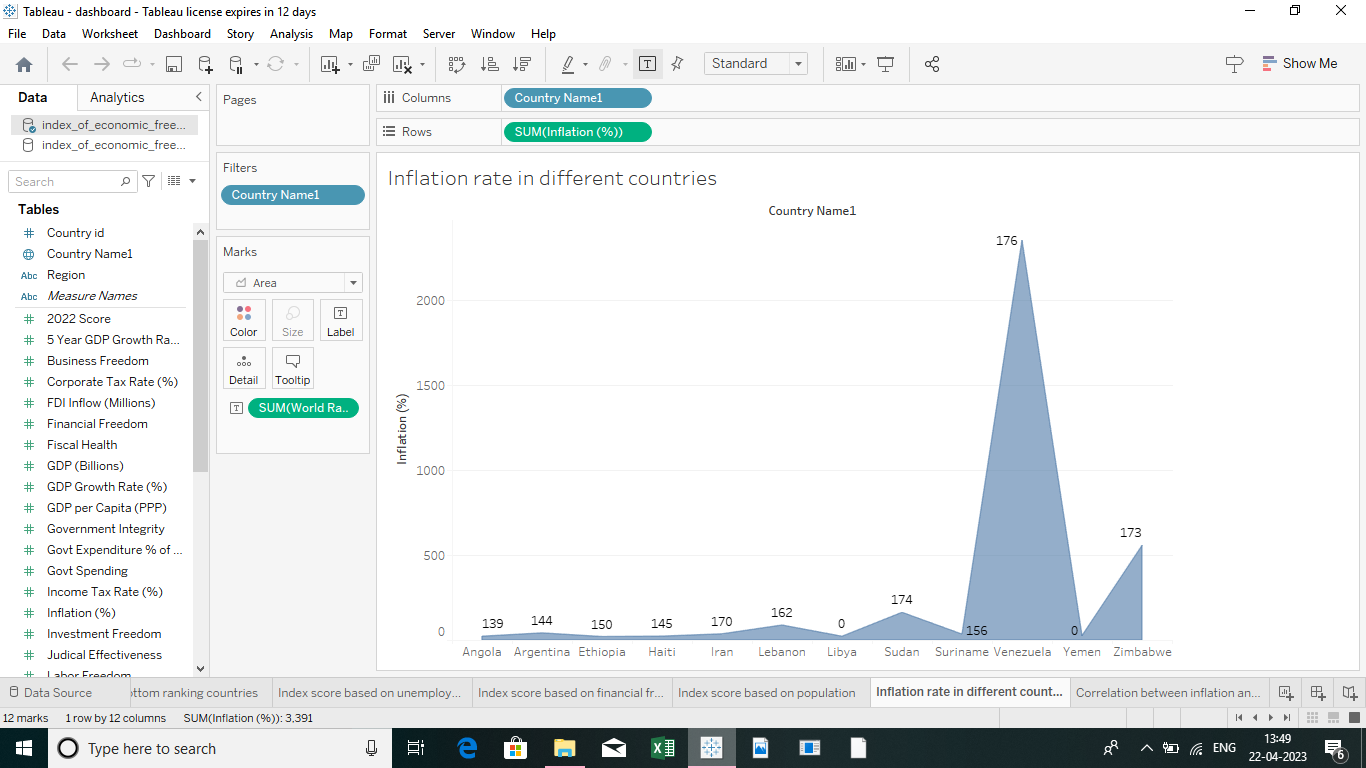 Tableau - dashboard - Tableau license expires in 12 days
File Data Worksheet Dashboard Story Analysis Map Format Server Window Help
Standard
Show Me
Data Analytics
index_of_economic_free...
index_of_economic_free...
Search
Tables
Country id
Country Name1
Abc Region
Abc Measure Names
2022 Score
5 Year GDP Growth Ra...
Business Freedom
Corporate Tax Rate (%)
FDI Inflow (Millions)
Financial Freedom
Fiscal Health
GDP (Billions)
GDP Growth Rate (%)
GDP per Capita (PPP)
Government Integrity
Govt Expenditure % of ...
Govt Spending
Income Tax Rate (%)
Inflation (%)
Investment Freedom
Judical Effectiveness
Labor Freedom
Pages
Filters
Country Name1
Marks
Area
Color Size Label
Detail Tooltip
SUM(World Ra..
Columns Country Name1
Rows SUM(Inflation (%))
Inflation rate in different countries
Country Name1
Inflation (%)
2000
1500
1000
500
0
139 144 150 145 170 162 0 174 156 176 0 173
Angola Argentina Ethiopia Haiti Iran Lebanon Libya Sudan Suriname Venezuela Yemen Zimbabwe
Data Source ottom ranking countries Index score based on unemploy... Index score based on financial fr... Index score based on population Inflation rate in different count... Correlation between inflation an...
12 marks 1 row by 12 columns SUM(Inflation (%)): 3,391
Type here to search
ENG
13:49
22-04-2023
6